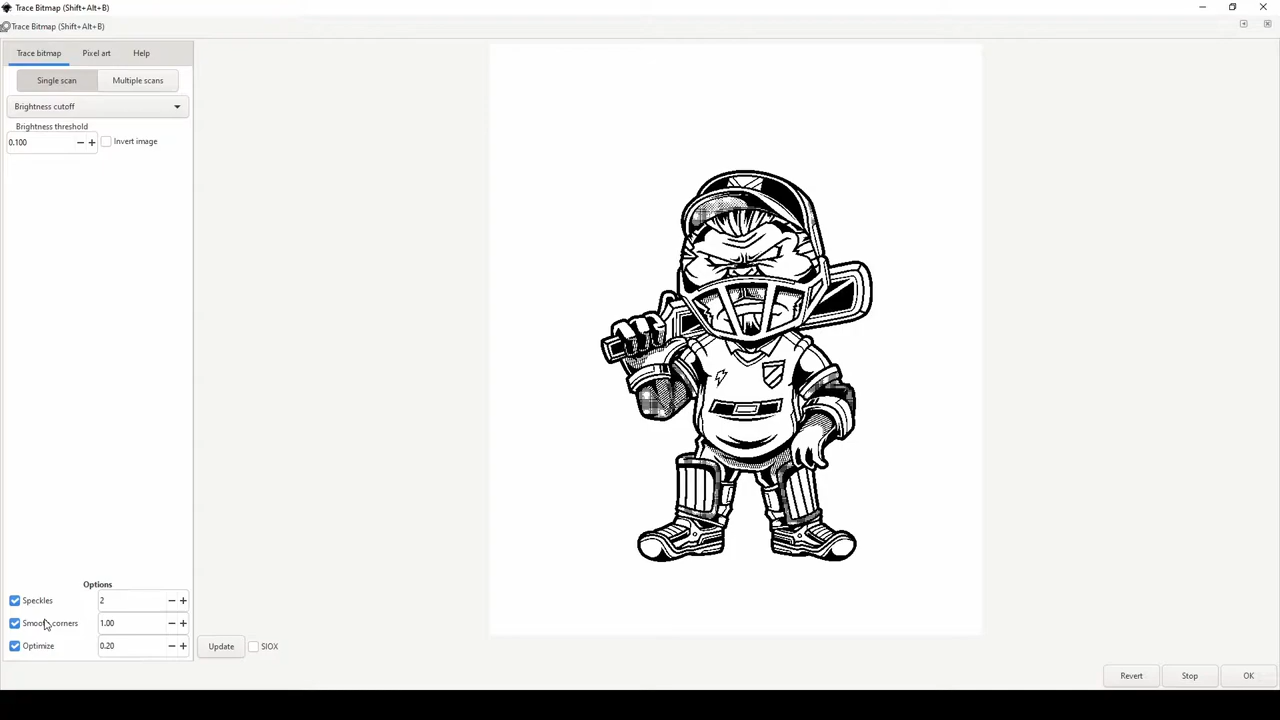 Trace Bitmap (Shift+Alt+B)
Trace Bitmap (Shift+Alt+B)
Trace bitmap Pixel art Help
Single scan Multiple scans
Brightness cutoff
Brightness threshold
0.100 Invert image
Options
Speckles 2
Smooth corners 1.00
Optimize 0.20 Update SIOX
Revert Stop OK